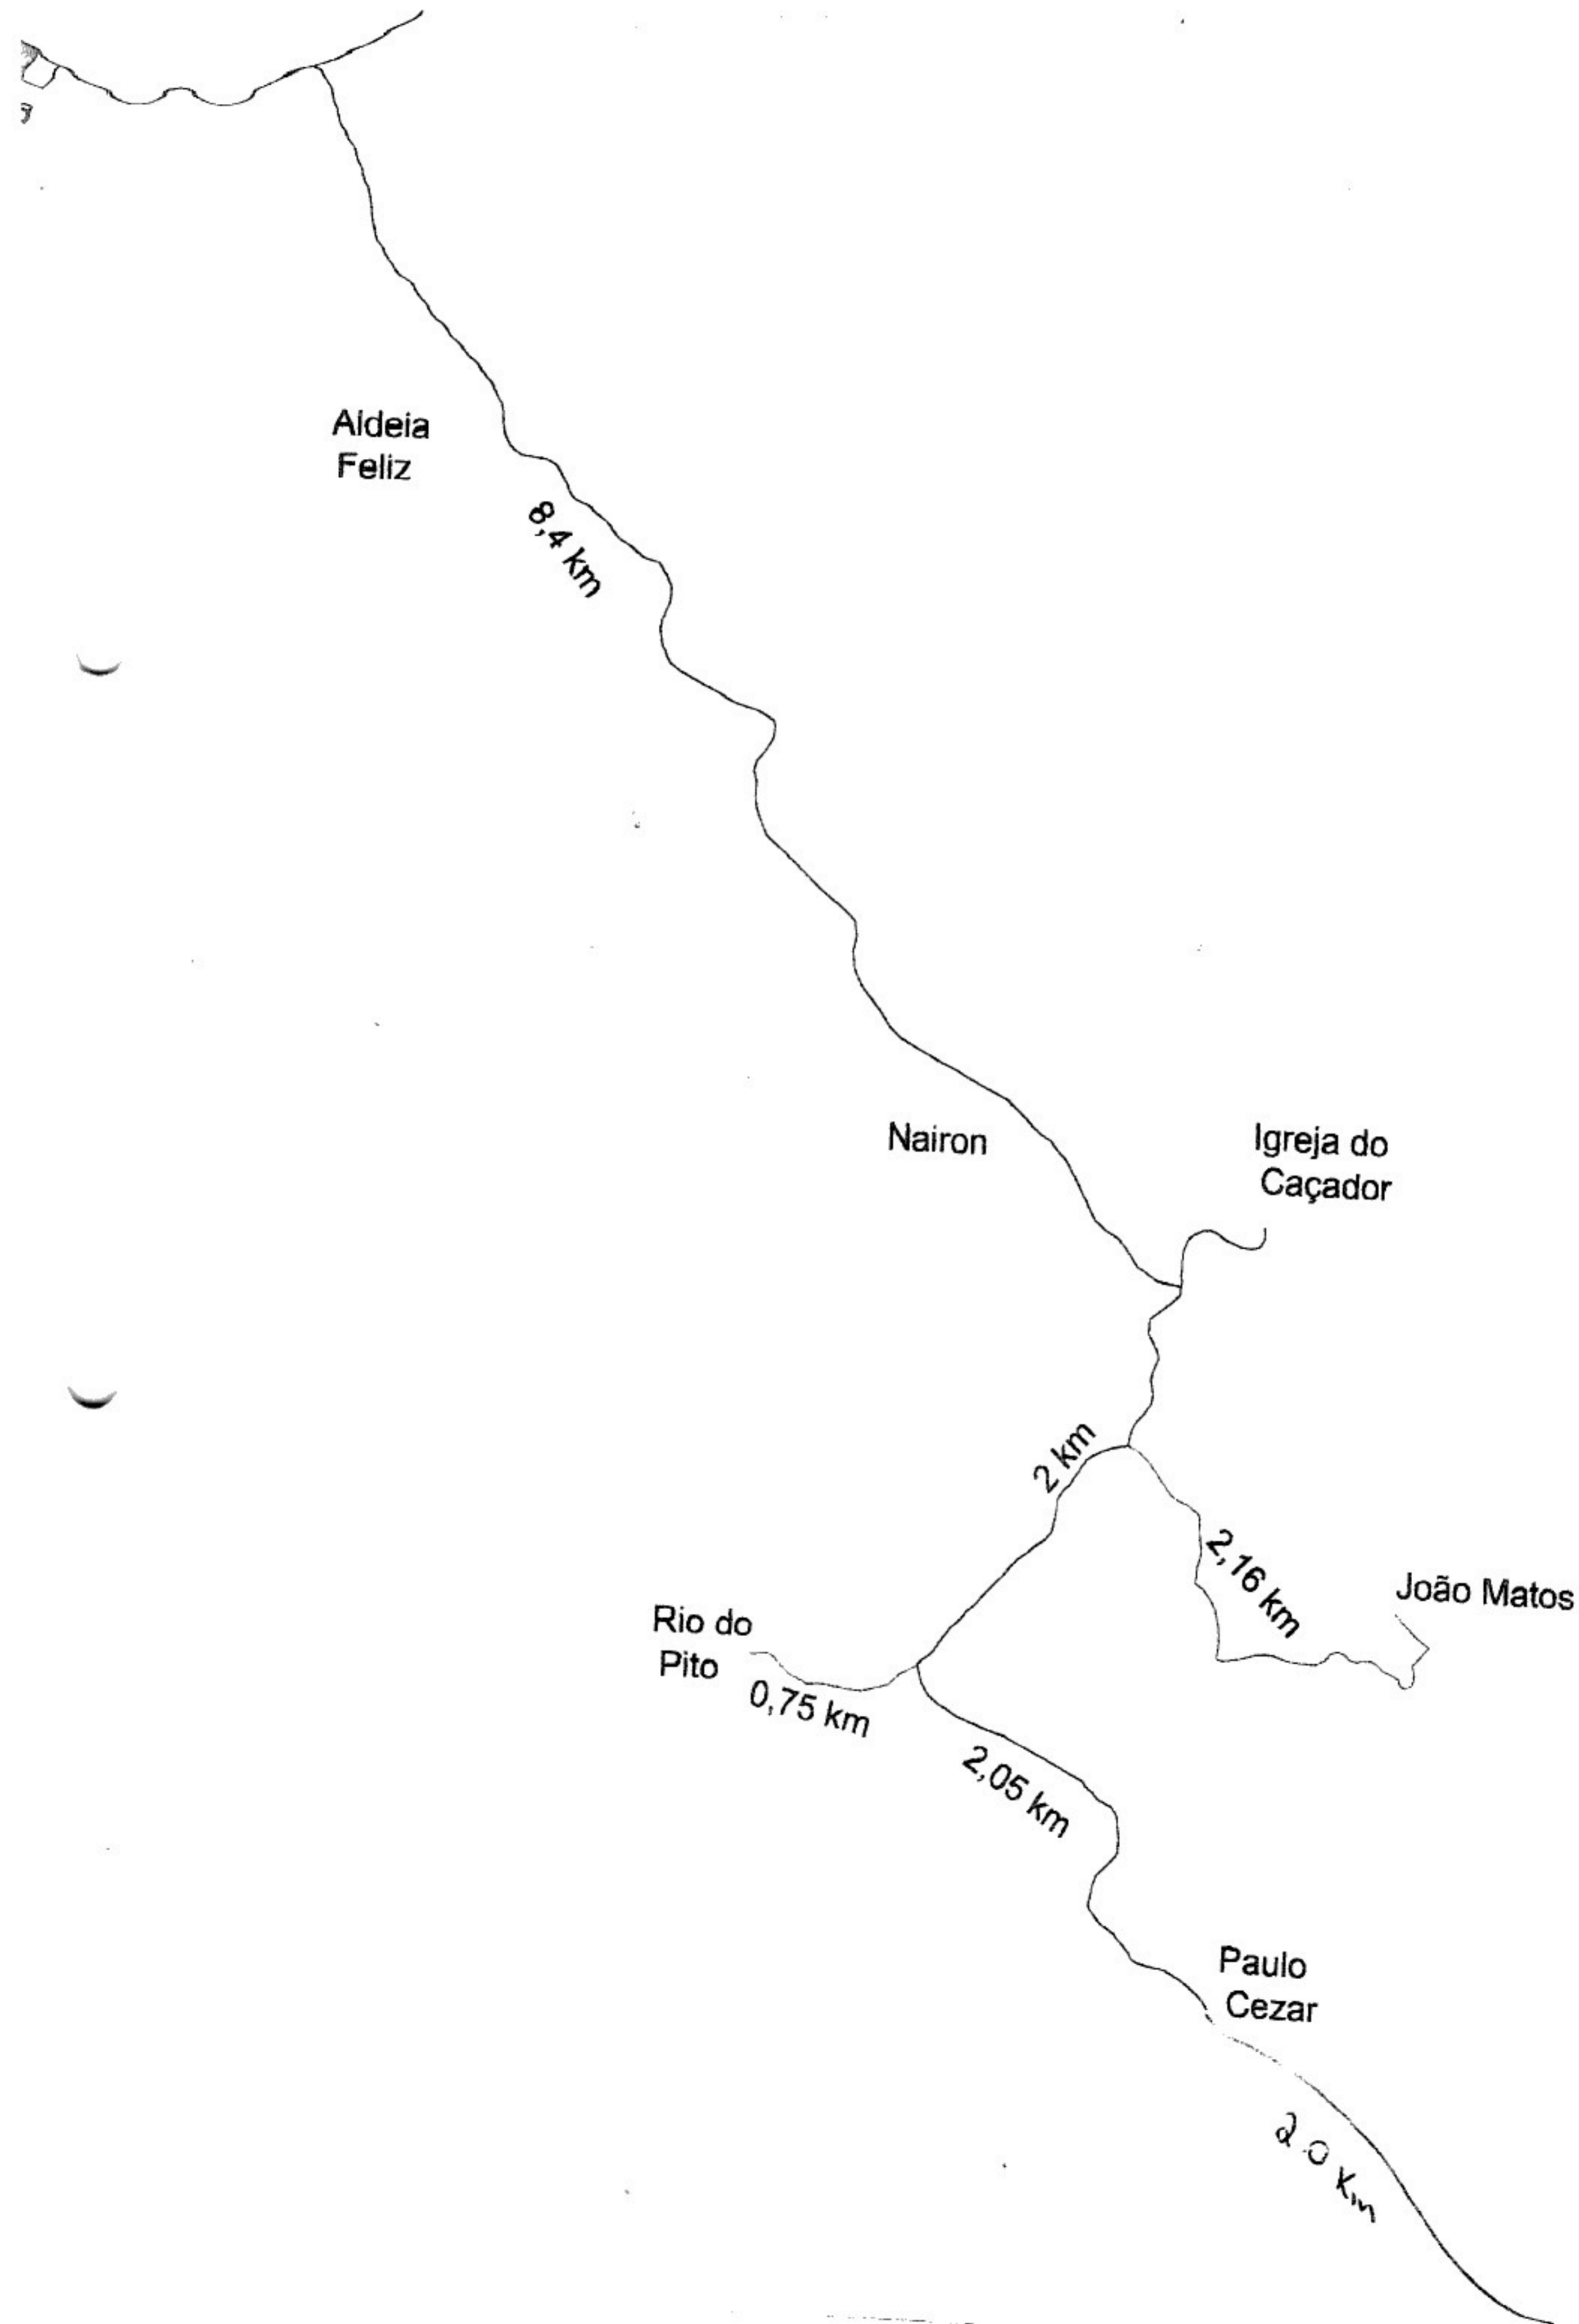 Aldeia
Feliz
8,4 km
Nairon
Igreja do
Caçador
2 km
2,16 km
João Matos
Rio do
Pito
0,75 km
2,05 km
Paulo
Cezar
2.0 Km